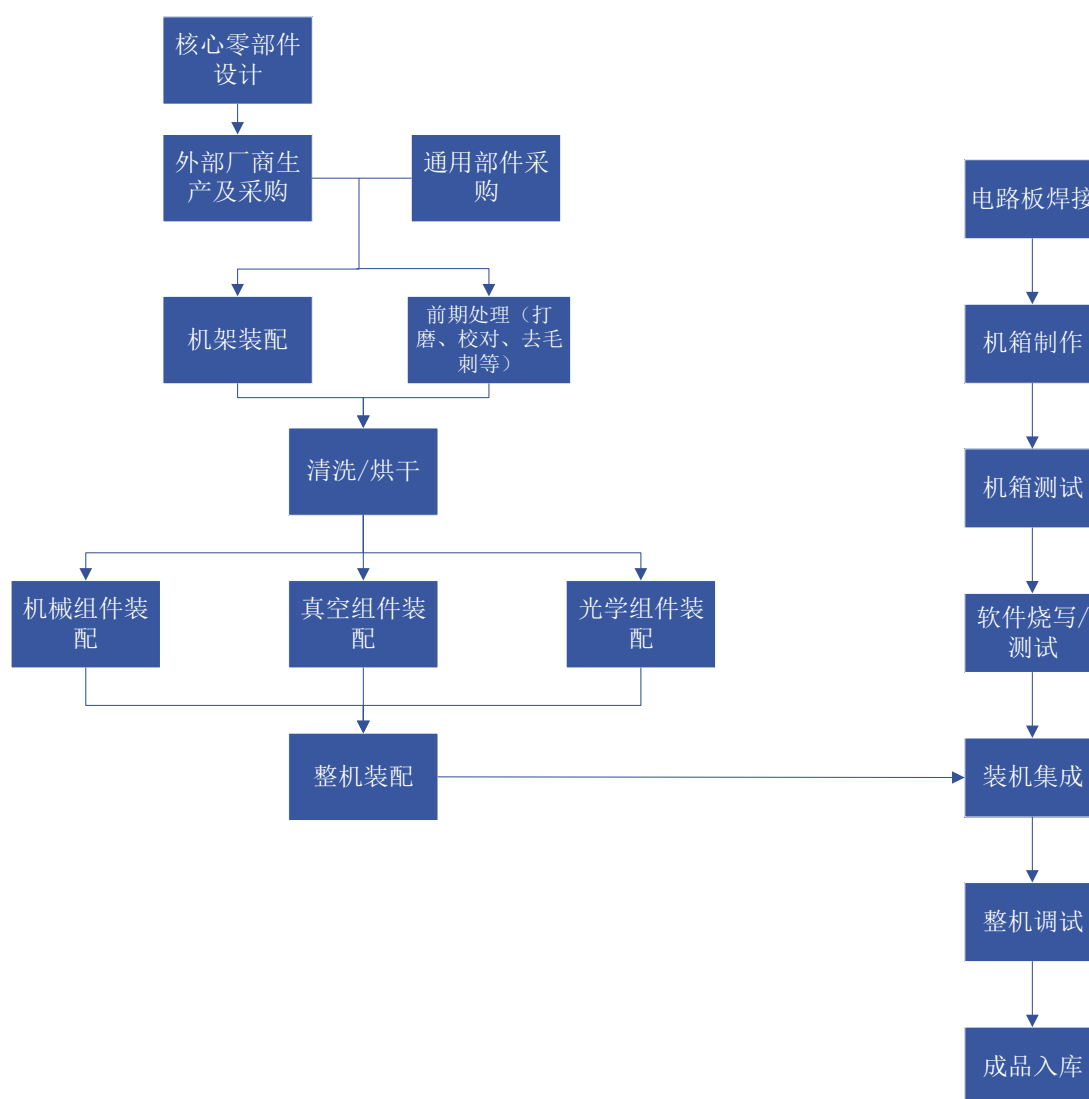 核心零部件
设计
外部厂商生
产及采购
通用部件采
购
机架装配
前期处理（打
磨、校对、去毛
刺等）
清洗/烘干
机械组件装
配
真空组件装
配
光学组件装
配
整机装配
电路板焊接
机箱制作
机箱测试
软件烧写/
测试
装机集成
整机调试
成品入库